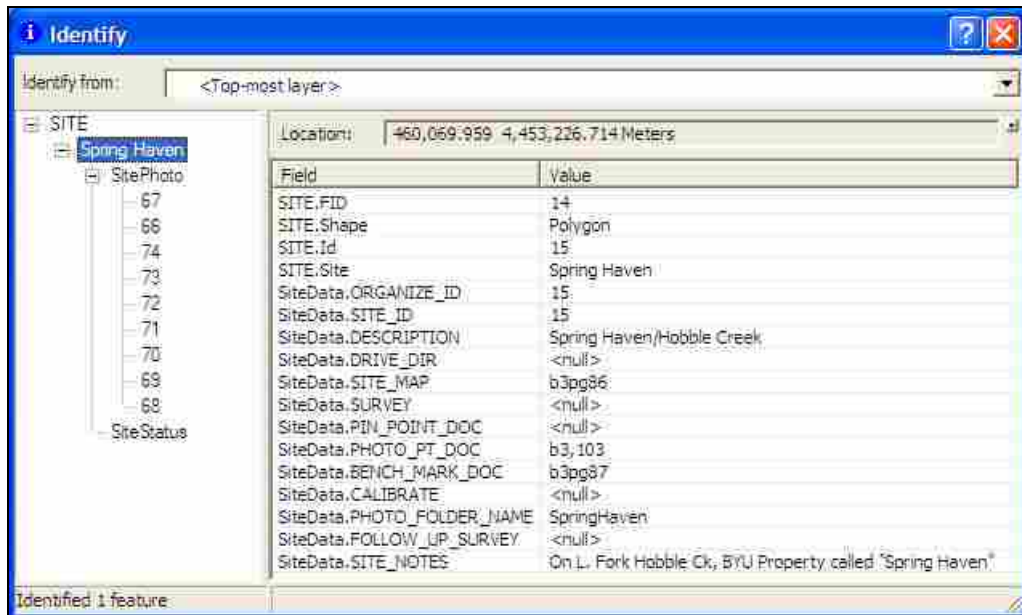 Identify
Identify from: <Top-most layer>
SITE
Spring Haven
SitePhoto
67
66
74
73
72
71
70
69
68
SiteStatus
Location: 460,069.959 4,453,226.714 Meters
Field Value
SITE.FID 14
SITE.Shape Polygon
SITE.Id 15
SITE.Site Spring Haven
SiteData.ORGANIZE_ID 15
SiteData.SITE_ID 15
SiteData.DESCRIPTION Spring Haven/Hobble Creek
SiteData.DRIVE_DIR <null>
SiteData.SITE_MAP b3pg86
SiteData.SURVEY <null>
SiteData.PIN_POINT_DOC <null>
SiteData.PHOTO_PT_DOC b3,103
SiteData.BENCH_MARK_DOC b3pg87
SiteData.CALIBRATE <null>
SiteData.PHOTO_FOLDER_NAME SpringHaven
SiteData.FOLLOW_UP_SURVEY <null>
SiteData.SITE_NOTES On L. Fork Hobble Ck, BYU Property called "Spring Haven"
Identified 1 feature